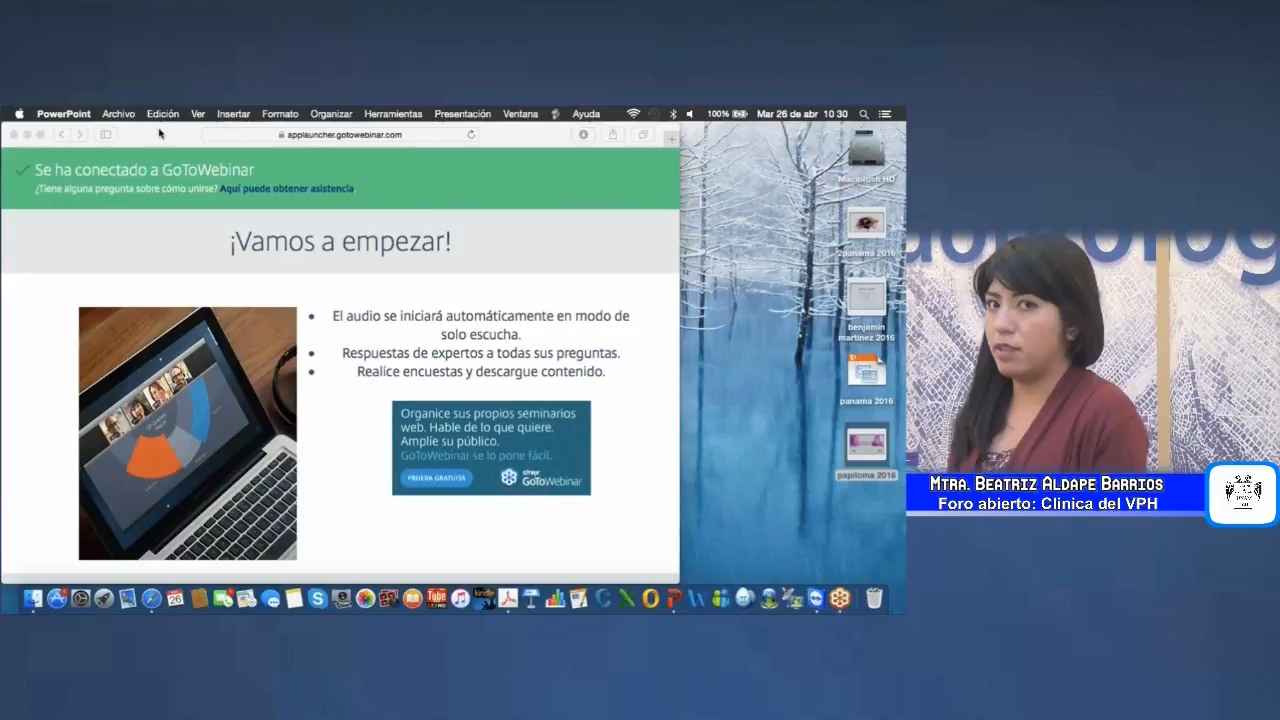 PowerPoint Archivo Edición Ver Insertar Formato Organizar Herramientas Presentación Ventana Ayuda 100% Mar 26 de abr 10 30
applauncher.gotowebinar.com
Se ha conectado a GoToWebinar
¿Tiene alguna pregunta sobre cómo unirse? Aquí puede obtener asistencia.
¡Vamos a empezar!
El audio se iniciará automáticamente en modo de
solo escucha.
Respuestas de expertos a todas sus preguntas.
Realice encuestas y descargue contenido.
Organice sus propios seminarios
web. Hable de lo que quiere.
Amplíe su público.
GoToWebinar se lo pone fácil.
PRUEBA GRATUITA
citrix
GoToWebinar
Macintosh HD
2panama 2016
benjamin
martinez 2016
panama 2016
papiloma 2016
26
You
Tube
kindle
MTRA. BEATRIZ ALDAPE BARRIOS
Foro abierto: Clinica del VPH